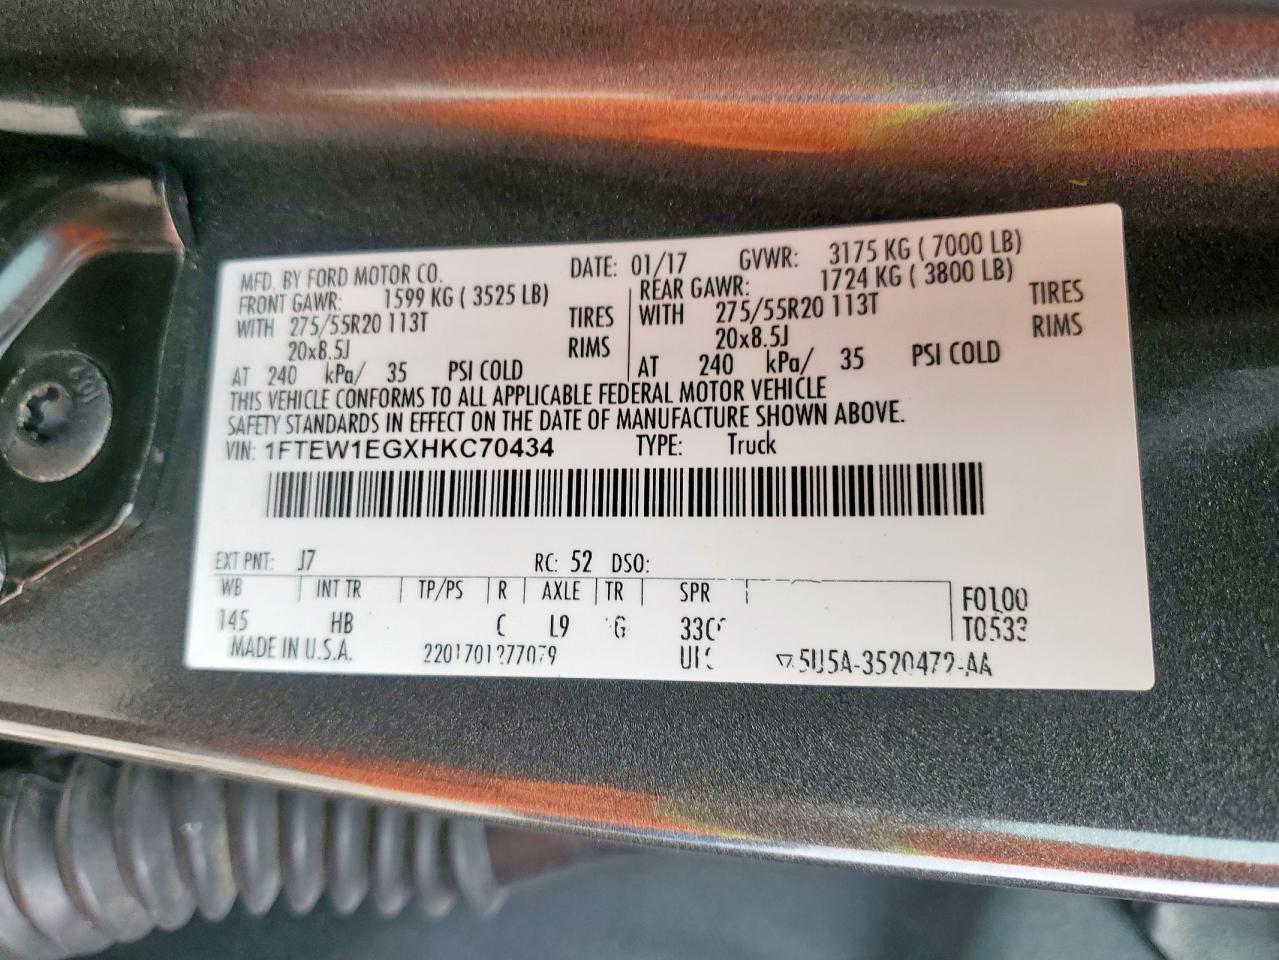 MFD. BY FORD MOTOR CO. DATE: 01/17 GVWR: 3175 KG ( 7000 LB)
FRONT GAWR: 1599 KG ( 3525 LB) REAR GAWR: 1724 KG ( 3800 LB)
WITH 275/55R20 113T TIRES WITH 275/55R20 113T TIRES
20x8.5J RIMS 20x8.5J RIMS
AT 240 kPa/ 35 PSI COLD AT 240 kPa/ 35 PSI COLD
THIS VEHICLE CONFORMS TO ALL APPLICABLE FEDERAL MOTOR VEHICLE
SAFETY STANDARDS IN EFFECT ON THE DATE OF MANUFACTURE SHOWN ABOVE.
VIN: 1FTEW1EGXHKC70434 TYPE: Truck
EXT PNT: J7 RC: 52 DSO:
WB INT TR TP/PS R AXLE TR SPR F0100
145 HB C L9 G T0533
MADE IN U.S.A. 2201701277079